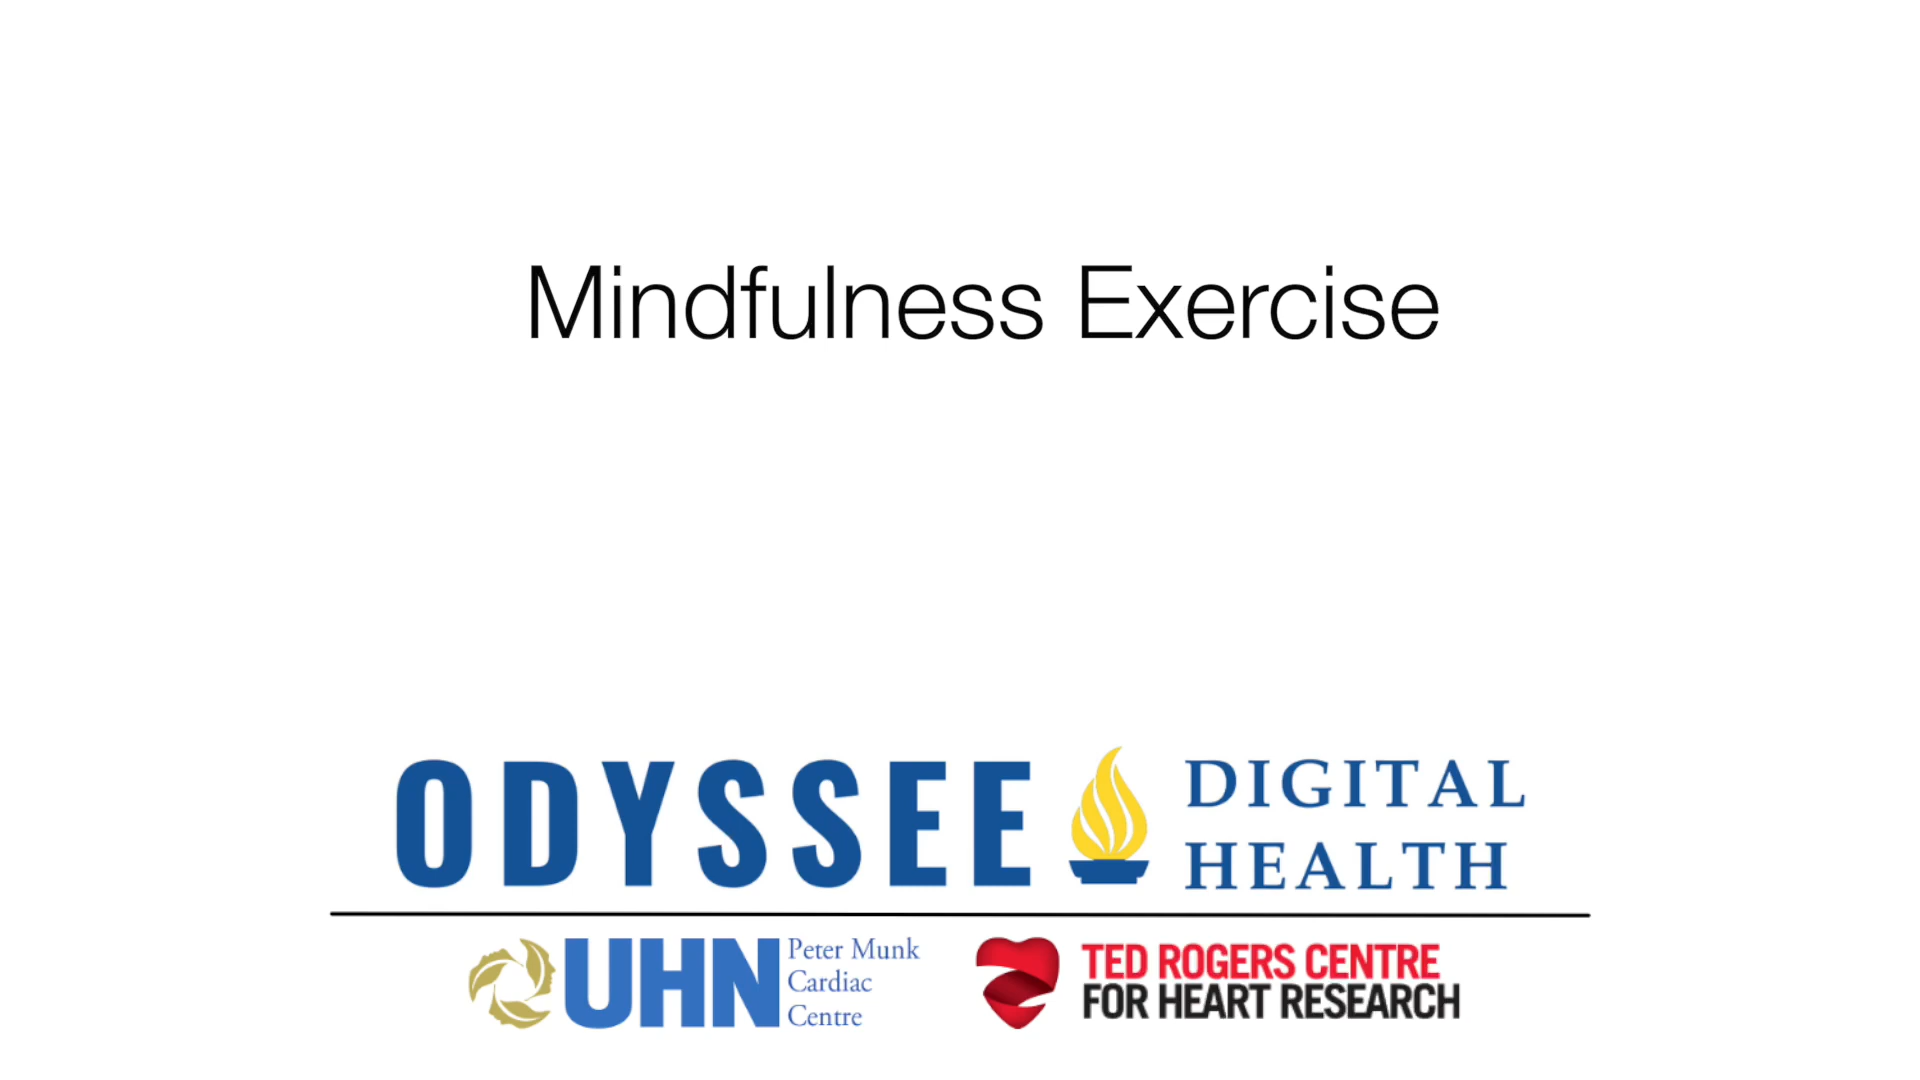 Mindfulness Exercise
ODYSSEE DIGITAL HEALTH
UHN Peter Munk Cardiac Centre
TED ROGERS CENTRE
FOR HEART RESEARCH